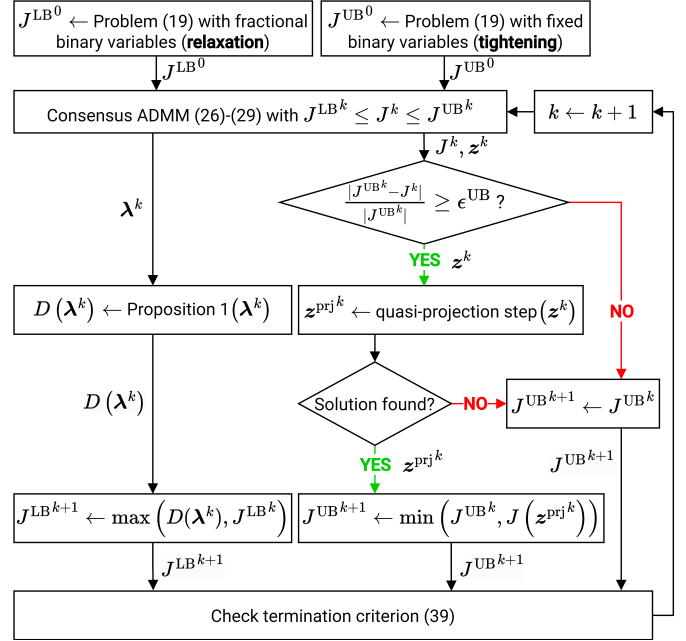 J^{LB^0} ← Problem (19) with fractional
binary variables (relaxation)
J^{UB^0} ← Problem (19) with fixed
binary variables (tightening)
J^{LB^0}
J^{UB^0}
Consensus ADMM (26)-(29) with J^{LB^k} ≤ J^k ≤ J^{UB^k}
k ← k + 1
J^k, z^k
|J^{UB^k} − J^k| / |J^{UB^k}| ≥ ϵ^{UB} ?
λ^k
YES z^k
D (λ^k) ← Proposition 1 (λ^k)
z^{prj^k} ← quasi-projection step (z^k)
NO
D (λ^k)
Solution found?
NO
J^{UB^{k+1}} ← J^{UB^k}
YES z^{prj^k}
J^{UB^{k+1}}
J^{LB^{k+1}} ← max (D(λ^k), J^{LB^k})
J^{UB^{k+1}} ← min (J^{UB^k}, J (z^{prj^k}))
J^{LB^{k+1}}
J^{UB^{k+1}}
Check termination criterion (39)